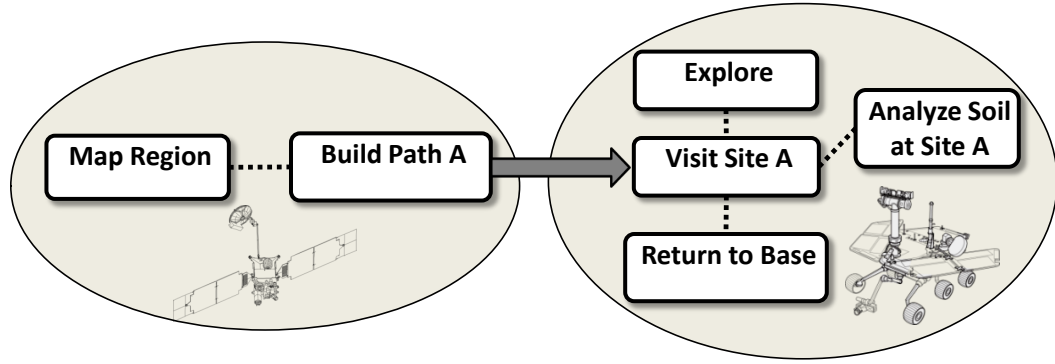 Map Region
Build Path A
Explore
Visit Site A
Analyze Soil
at Site A
Return to Base